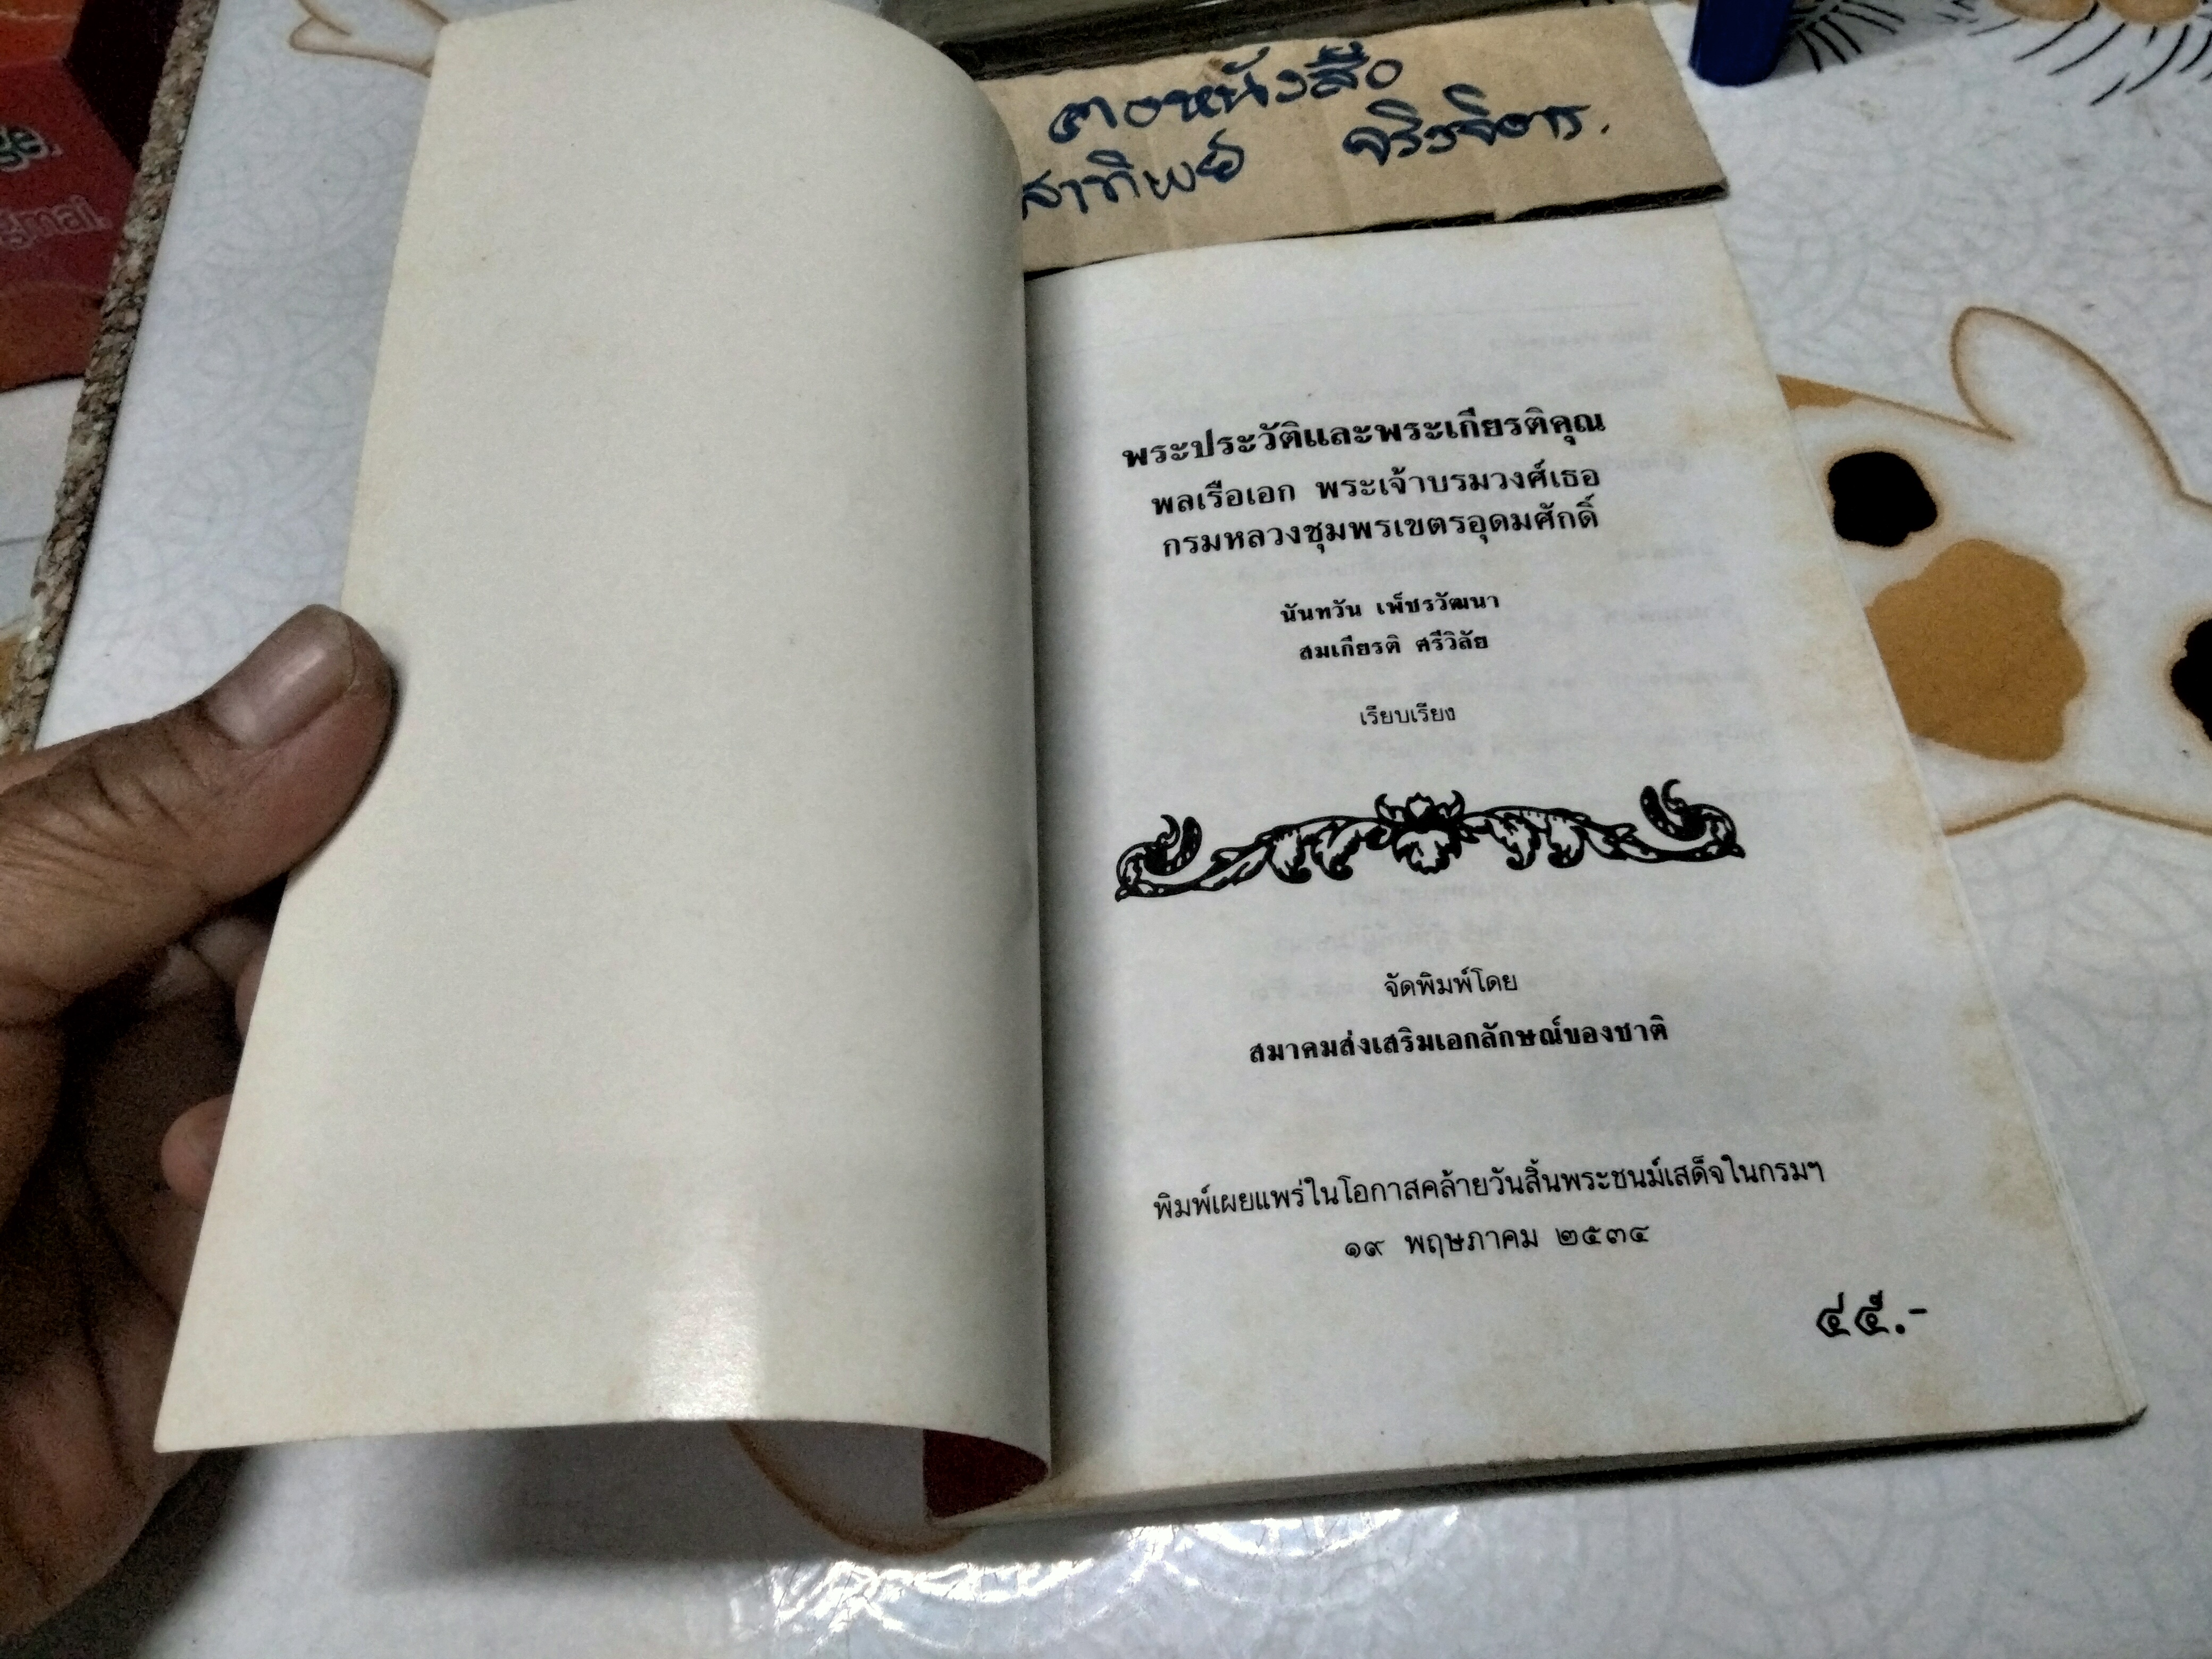 หนังสือ
สาทิพย์ จริงจิตร.
พระประวัติและพระเกียรติคุณ
พลเรือเอก พระเจ้าบรมวงศ์เธอ
กรมหลวงชุมพรเขตรอุดมศักดิ์
นันทวัน เพ็ชรวัฒนา
สมเกียรติ ศรีวิลัย
เรียบเรียง
จัดพิมพ์โดย
สมาคมส่งเสริมเอกลักษณ์ของชาติ
พิมพ์เผยแพร่ในโอกาสคล้ายวันสิ้นพระชนม์เสด็จในกรมฯ
๑๙ พฤษภาคม ๒๕๓๔
๔๕.-